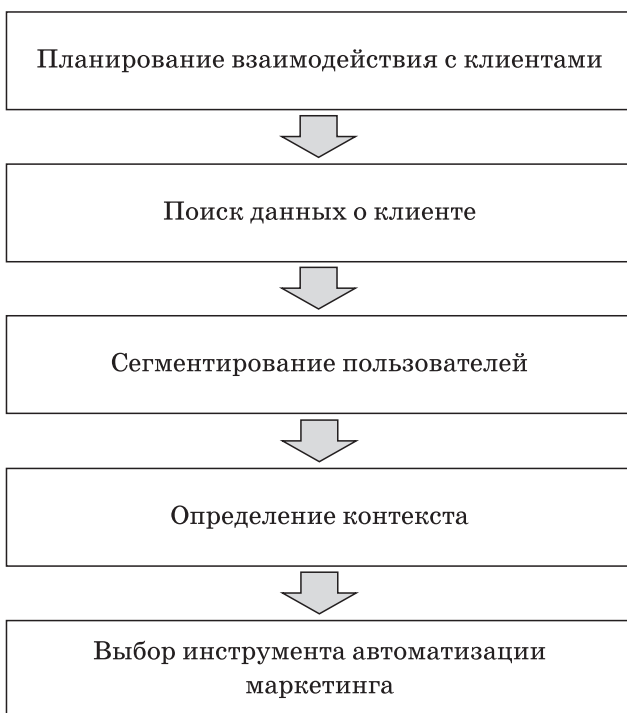 Планирование взаимодействия с клиентами
Поиск данных о клиенте
Сегментирование пользователей
Определение контекста
Выбор инструмента автоматизации
маркетинга